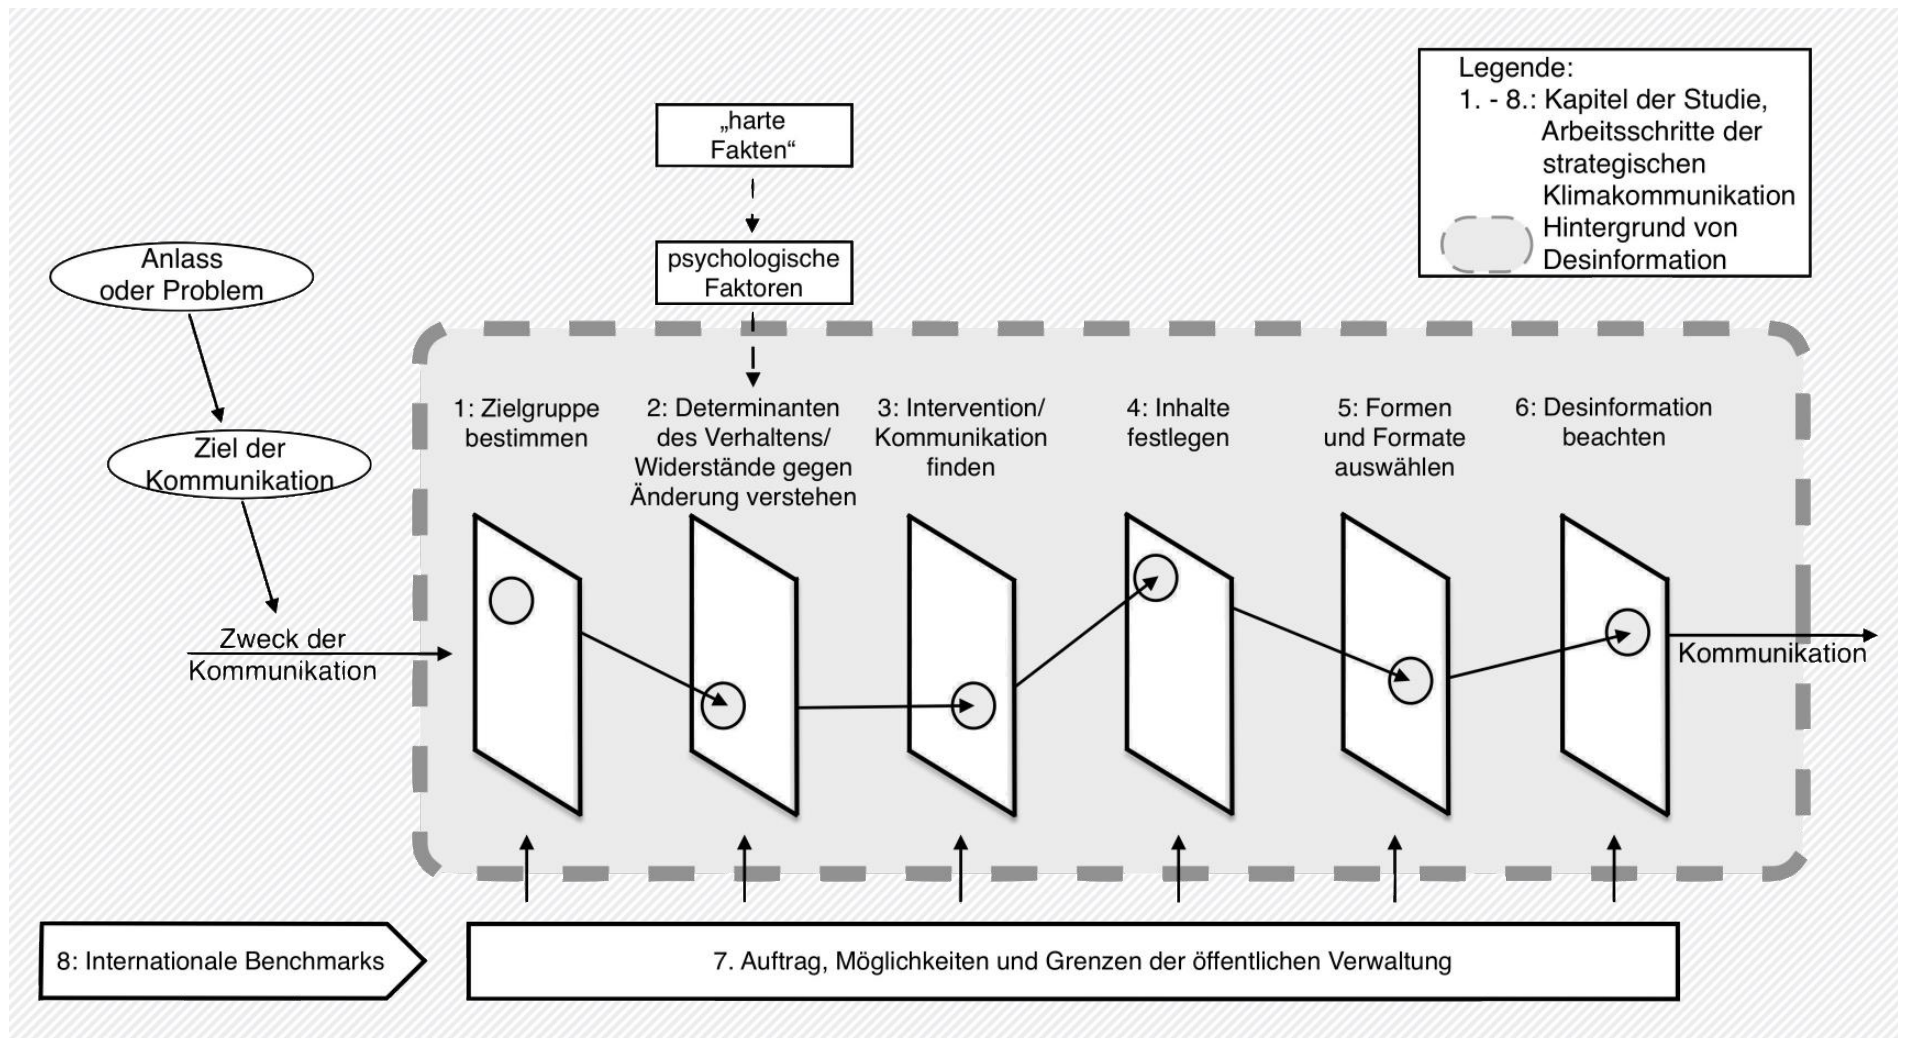 Legende:
1. - 8.: Kapitel der Studie,
Arbeitsschritte der
strategischen
Klimakommunikation
Hintergrund von
Desinformation
„harte
Fakten“
psychologische
Faktoren
Anlass
oder Problem
Ziel der
Kommunikation
Zweck der
Kommunikation
1: Zielgruppe
bestimmen
2: Determinanten
des Verhaltens/
Widerstände gegen
Änderung verstehen
3: Intervention/
Kommunikation
finden
4: Inhalte
festlegen
5: Formen
und Formate
auswählen
6: Desinformation
beachten
Kommunikation
8: Internationale Benchmarks
7. Auftrag, Möglichkeiten und Grenzen der öffentlichen Verwaltung